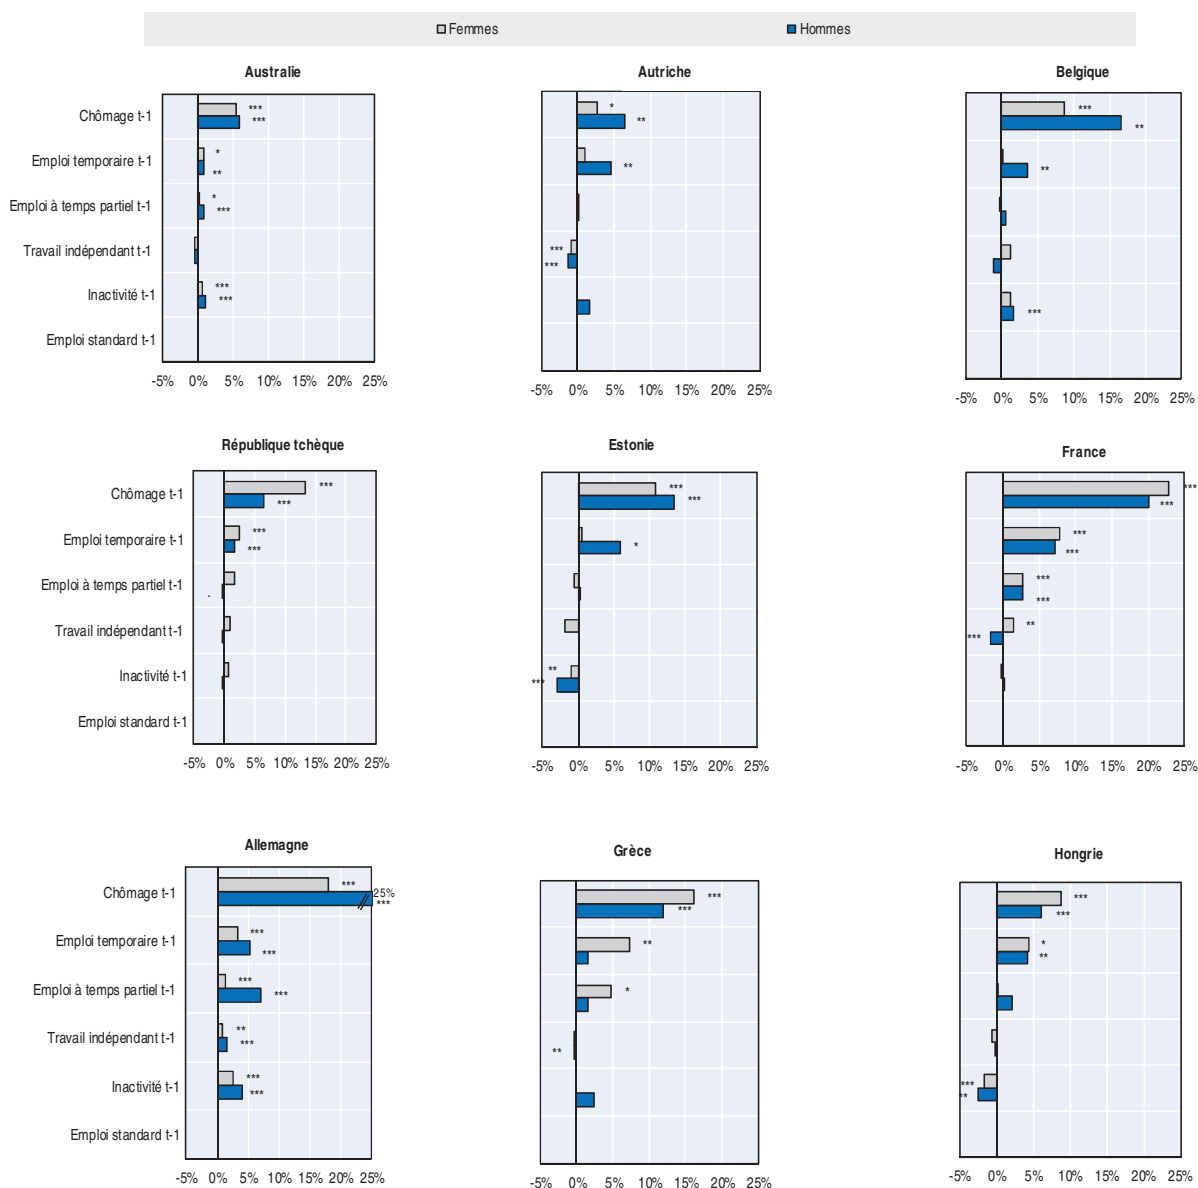 Femmes Hommes
Australie Autriche Belgique
Chômage t-1 *** *** * ** *** **
Emploi temporaire t-1 * ** ** **
Emploi à temps partiel t-1 * ***
Travail indépendant t-1 *** ***
Inactivité t-1 *** *** ***
Emploi standard t-1
-5% 0% 5% 10% 15% 20% 25% -5% 0% 5% 10% 15% 20% 25% -5% 0% 5% 10% 15% 20% 25%
République tchèque Estonie France
Chômage t-1 *** *** *** *** *** ***
Emploi temporaire t-1 *** *** * *** ***
Emploi à temps partiel t-1 . *** ***
Travail indépendant t-1 *** **
Inactivité t-1 ** ***
Emploi standard t-1
-5% 0% 5% 10% 15% 20% 25% -5% 0% 5% 10% 15% 20% 25% -5% 0% 5% 10% 15% 20% 25%
Allemagne Grèce Hongrie
Chômage t-1 *** 25% *** *** *** *** ***
Emploi temporaire t-1 *** *** ** * **
Emploi à temps partiel t-1 *** *** *
Travail indépendant t-1 ** *** **
Inactivité t-1 *** *** *** **
Emploi standard t-1
-5% 0% 5% 10% 15% 20% 25% -5% 0% 5% 10% 15% 20% 25% -5% 0% 5% 10% 15% 20% 25%